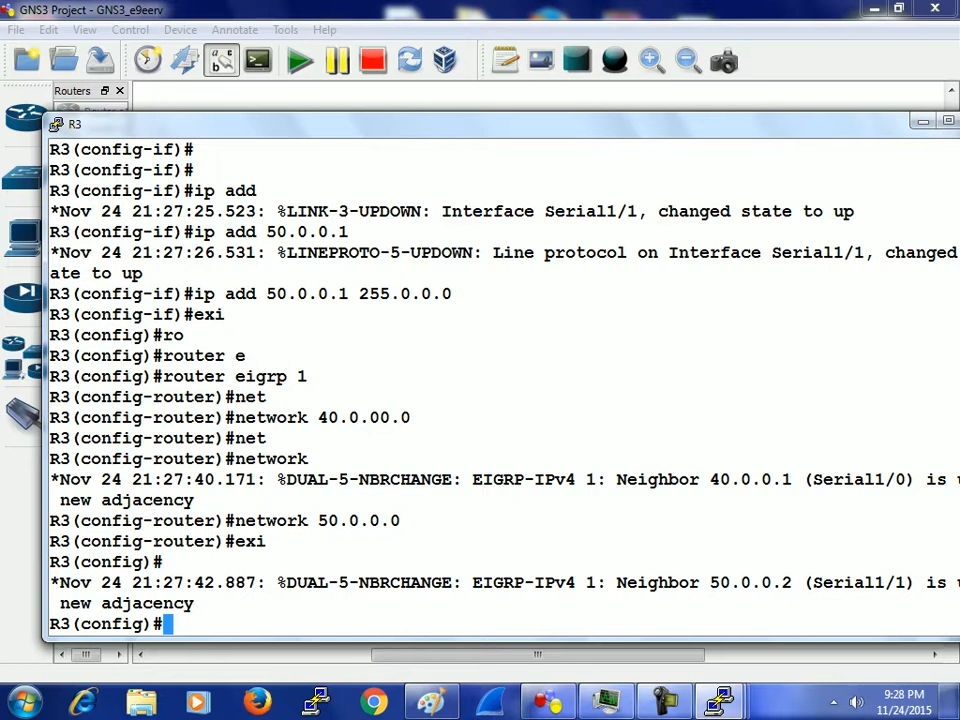 GNS3 Project - GNS3_e9eerv
File Edit View Control Device Annotate Tools Help
a c
b
Routers
R3
R3(config-if)#
R3(config-if)#
R3(config-if)#ip add
*Nov 24 21:27:25.523: %LINK-3-UPDOWN: Interface Serial1/1, changed state to up
R3(config-if)#ip add 50.0.0.1
*Nov 24 21:27:26.531: %LINEPROTO-5-UPDOWN: Line protocol on Interface Serial1/1, changed
ate to up
R3(config-if)#ip add 50.0.0.1 255.0.0.0
R3(config-if)#exi
R3(config)#ro
R3(config)#router e
R3(config)#router eigrp 1
R3(config-router)#net
R3(config-router)#network 40.0.00.0
R3(config-router)#net
R3(config-router)#network
*Nov 24 21:27:40.171: %DUAL-5-NBRCHANGE: EIGRP-IPv4 1: Neighbor 40.0.0.1 (Serial1/0) is
new adjacency
R3(config-router)#network 50.0.0.0
R3(config-router)#exi
R3(config)#
*Nov 24 21:27:42.887: %DUAL-5-NBRCHANGE: EIGRP-IPv4 1: Neighbor 50.0.0.2 (Serial1/1) is
new adjacency
R3(config)#
9:28 PM
11/24/2015